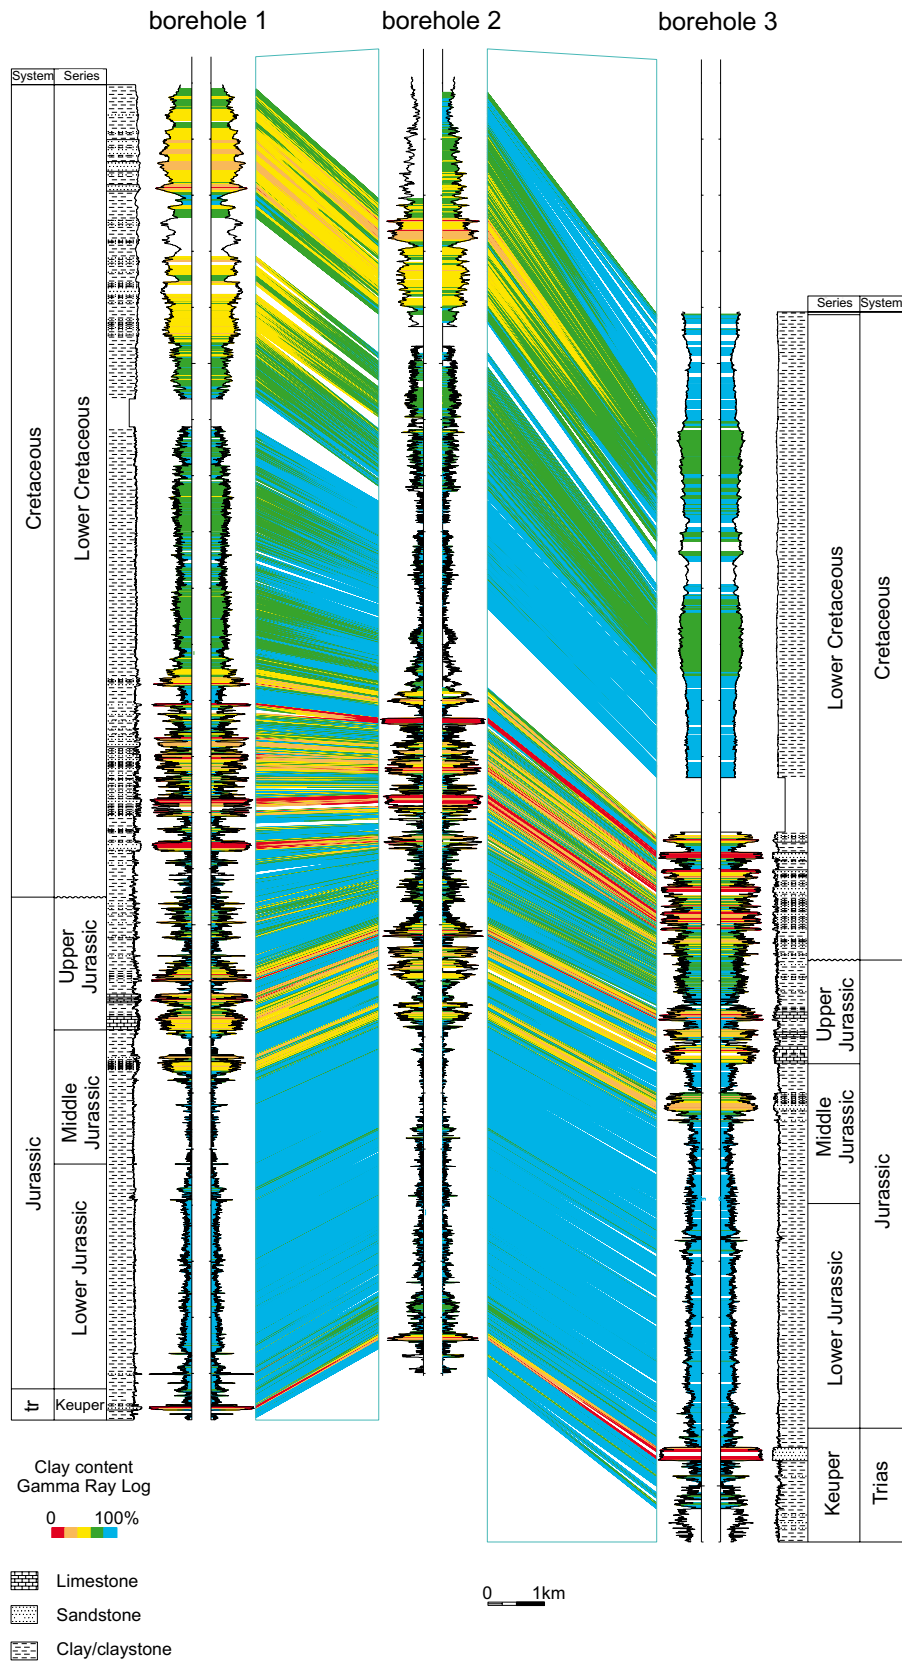 borehole 1
borehole 2
borehole 3
System
Series
Cretaceous
Lower Cretaceous
Upper
Jurassic
Middle
Jurassic
Jurassic
Lower Jurassic
tr
Keuper
Series
System
Lower Cretaceous
Cretaceous
Upper
Jurassic
Middle
Jurassic
Jurassic
Lower Jurassic
Keuper
Trias
Clay content
Gamma Ray Log
0 100%
Limestone
Sandstone
Clay/claystone
0 1km